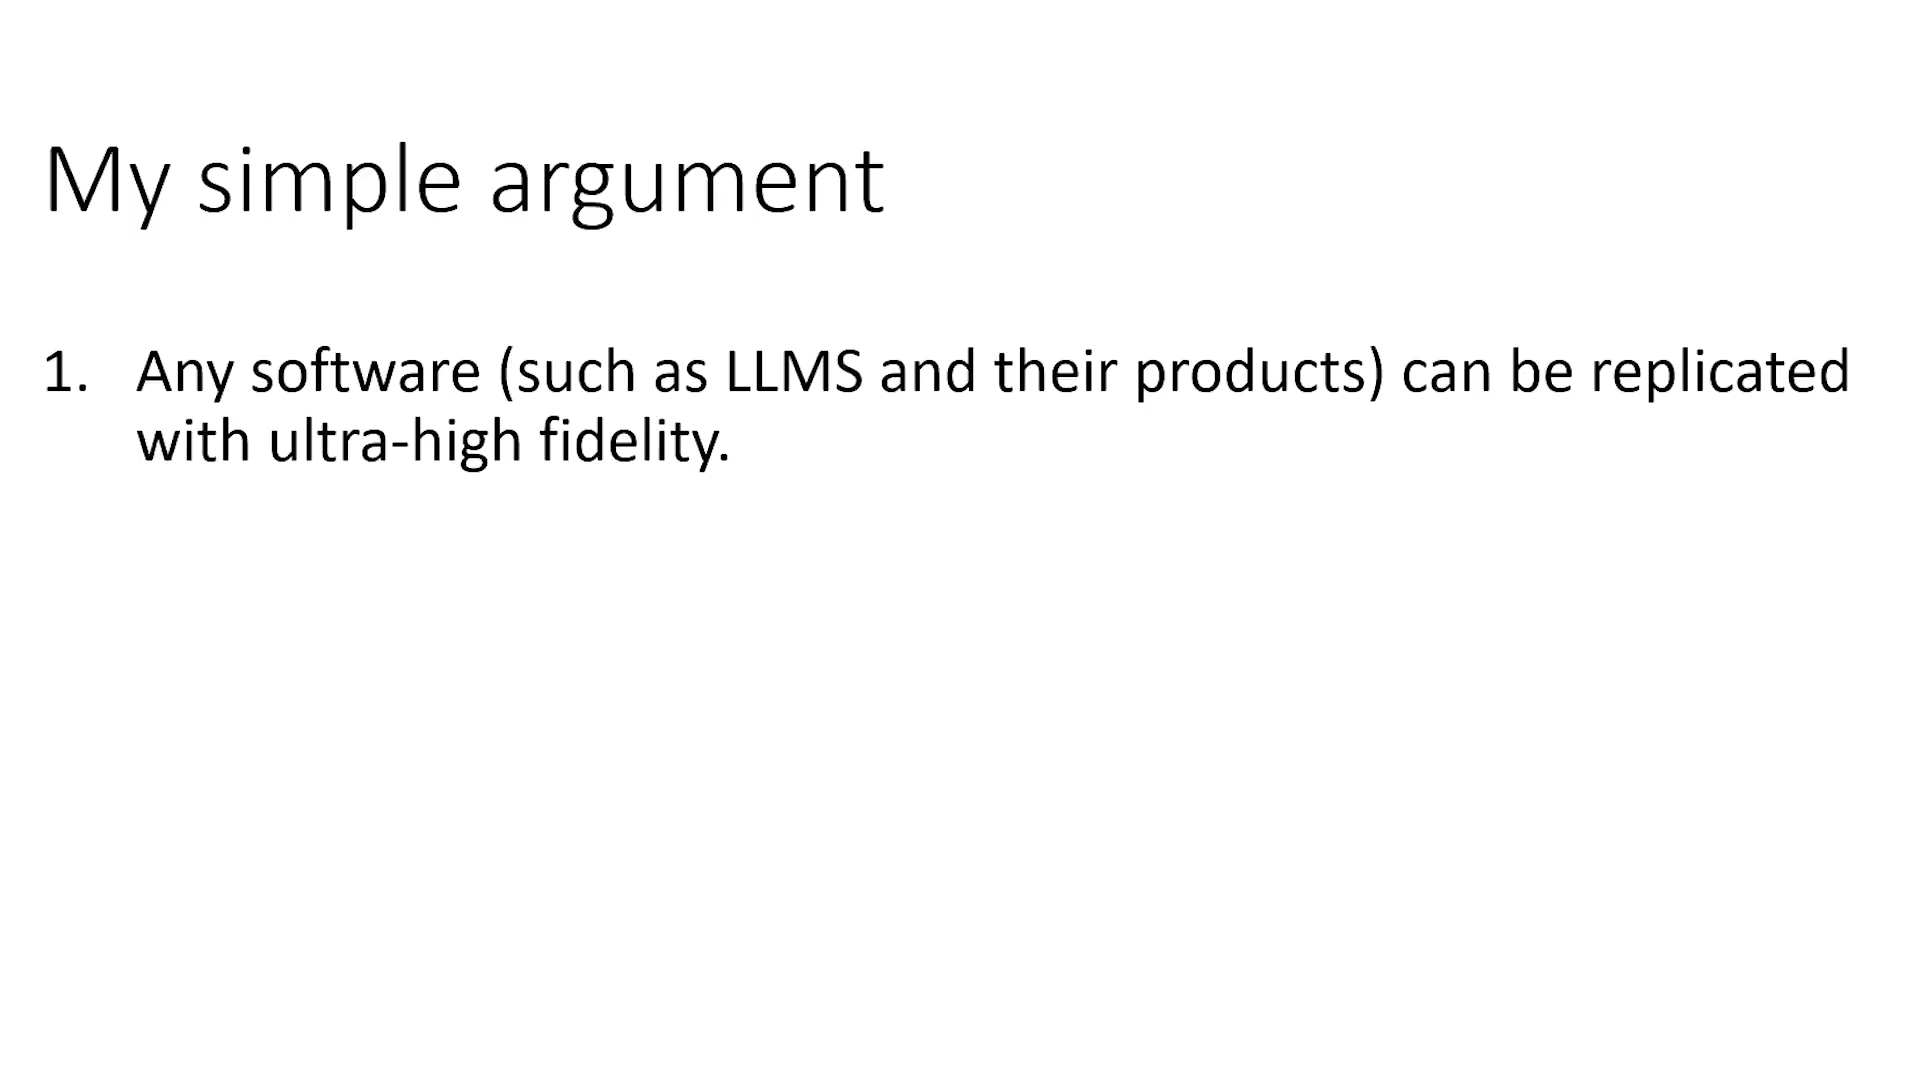 My simple argument
1. Any software (such as LLMS and their products) can be replicated
with ultra-high fidelity.